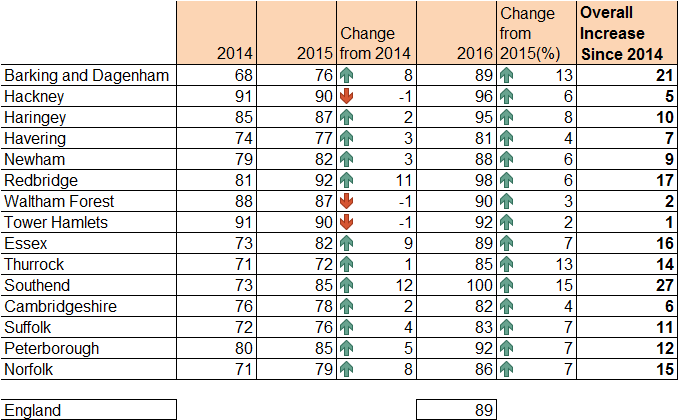 2014 2015 Change from 2014 2016 Change from 2015(%) Overall Increase Since 2014
Barking and Dagenham 68 76 8 89 13 21
Hackney 91 90 -1 96 6 5
Haringey 85 87 2 95 8 10
Havering 74 77 3 81 4 7
Newham 79 82 3 88 6 9
Redbridge 81 92 11 98 6 17
Waltham Forest 88 87 -1 90 3 2
Tower Hamlets 91 90 -1 92 2 1
Essex 73 82 9 89 7 16
Thurrock 71 72 1 85 13 14
Southend 73 85 12 100 15 27
Cambridgeshire 76 78 2 82 4 6
Suffolk 72 76 4 83 7 11
Peterborough 80 85 5 92 7 12
Norfolk 71 79 8 86 7 15
England 89